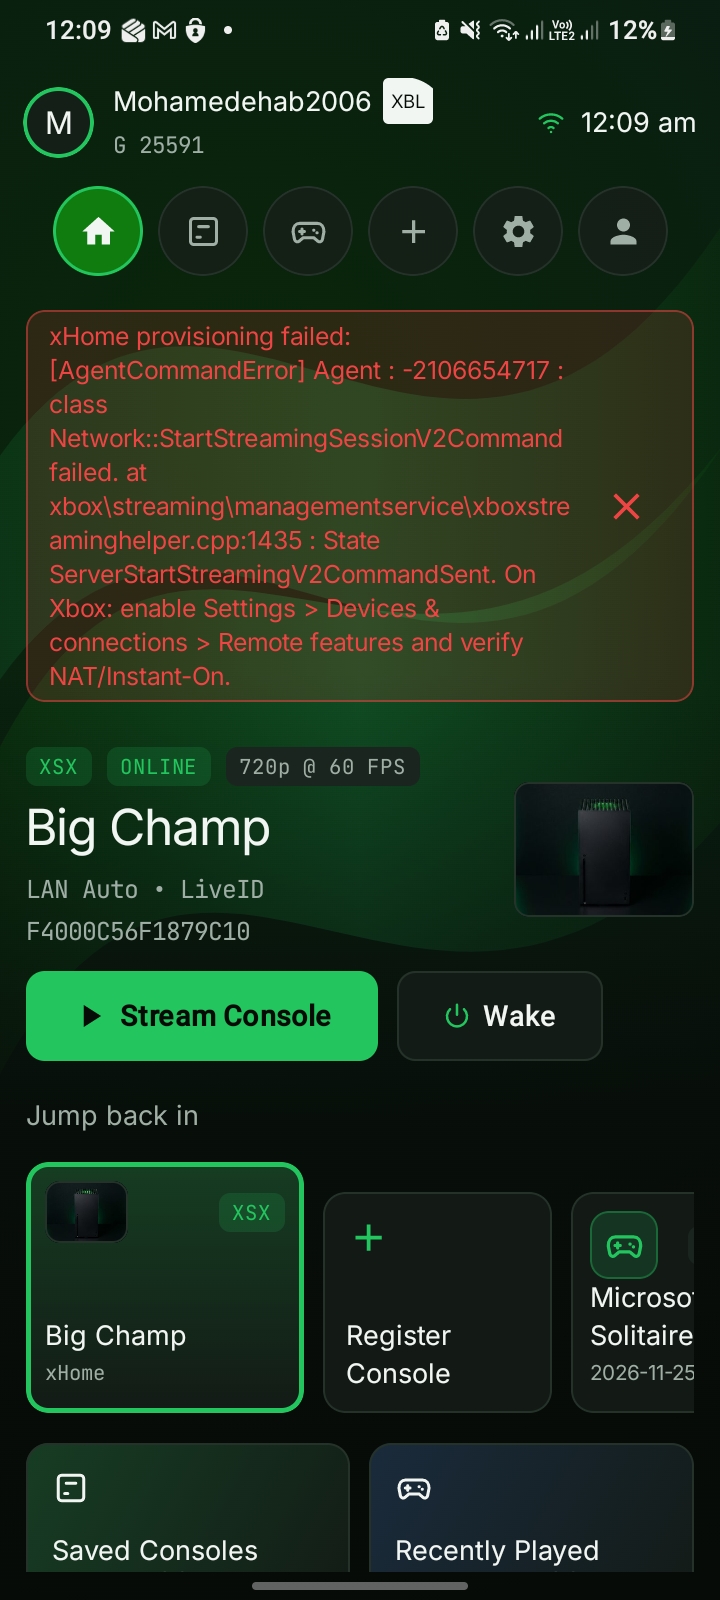 12:09
Vo))
LTE2
12%
M
Mohamedehab2006
XBL
G 25591
12:09 am
xHome provisioning failed:
[AgentCommandError] Agent : -2106654717 :
class
Network::StartStreamingSessionV2Command
failed. at
xbox\streaming\managementservice\xboxstre
aminghelper.cpp:1435 : State
ServerStartStreamingV2CommandSent. On
Xbox: enable Settings > Devices &
connections > Remote features and verify
NAT/Instant-On.
XSX
ONLINE
720p @ 60 FPS
Big Champ
LAN Auto • LiveID
F4000C56F1879C10
Stream Console
Wake
Jump back in
XSX
Big Champ
xHome
Register
Console
Microsof
Solitaire
2026-11-25
Saved Consoles
Recently Played